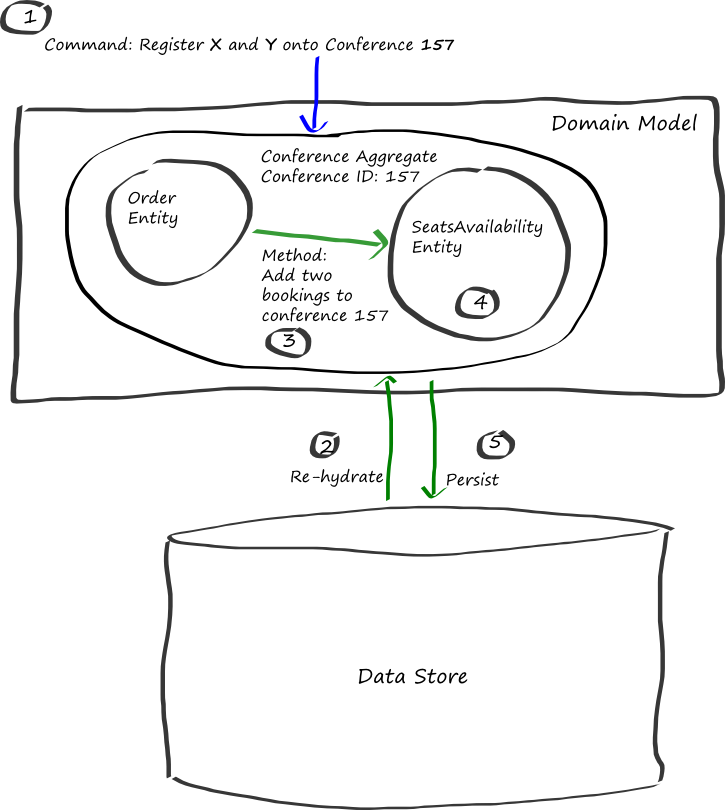 1
Command: Register X and Y onto Conference 157
Domain Model
Conference Aggregate
Conference ID: 157
Order
Entity
SeatsAvailability
Entity
Method:
Add two
bookings to
conference 157
3
4
2
Re-hydrate
5
Persist
Data Store